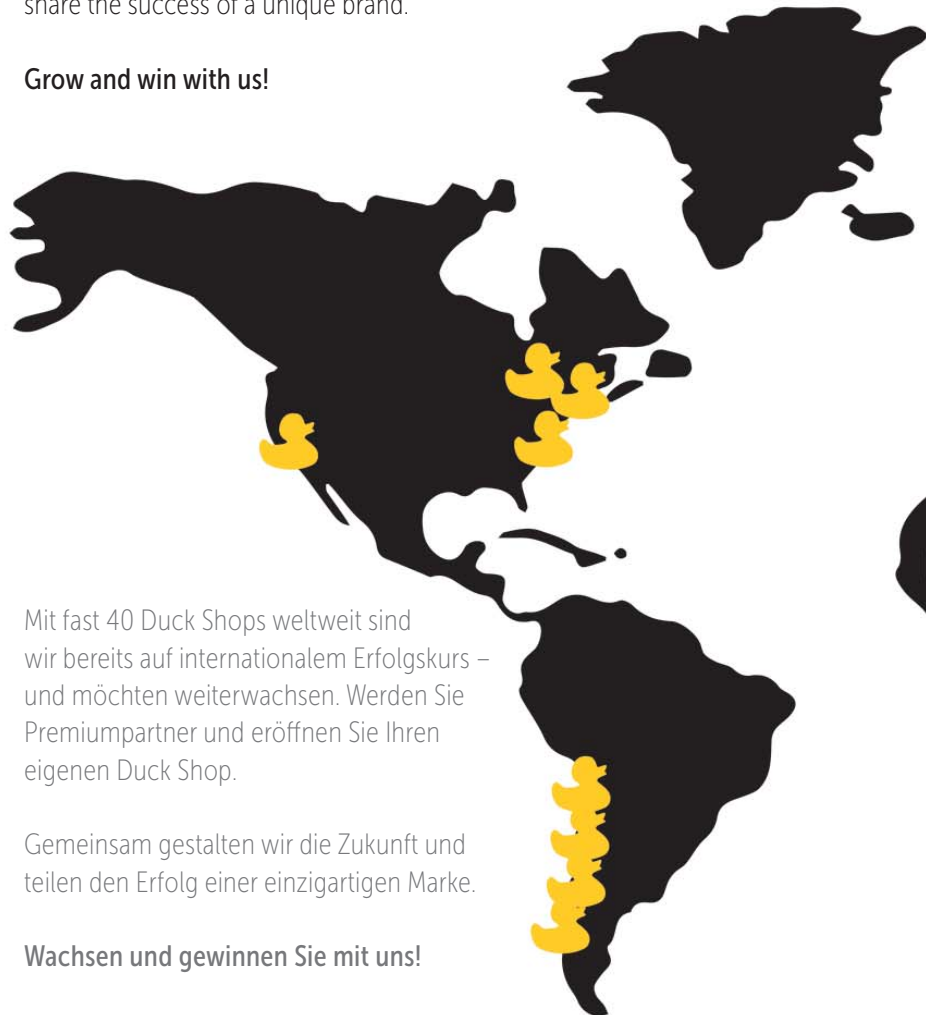 share the success of a unique brand.
Grow and win with us!
Mit fast 40 Duck Shops weltweit sind
wir bereits auf internationalem Erfolgskurs –
und möchten weiterwachsen. Werden Sie
Premiumpartner und eröffnen Sie Ihren
eigenen Duck Shop.
Gemeinsam gestalten wir die Zukunft und
teilen den Erfolg einer einzigartigen Marke.
Wachsen und gewinnen Sie mit uns!